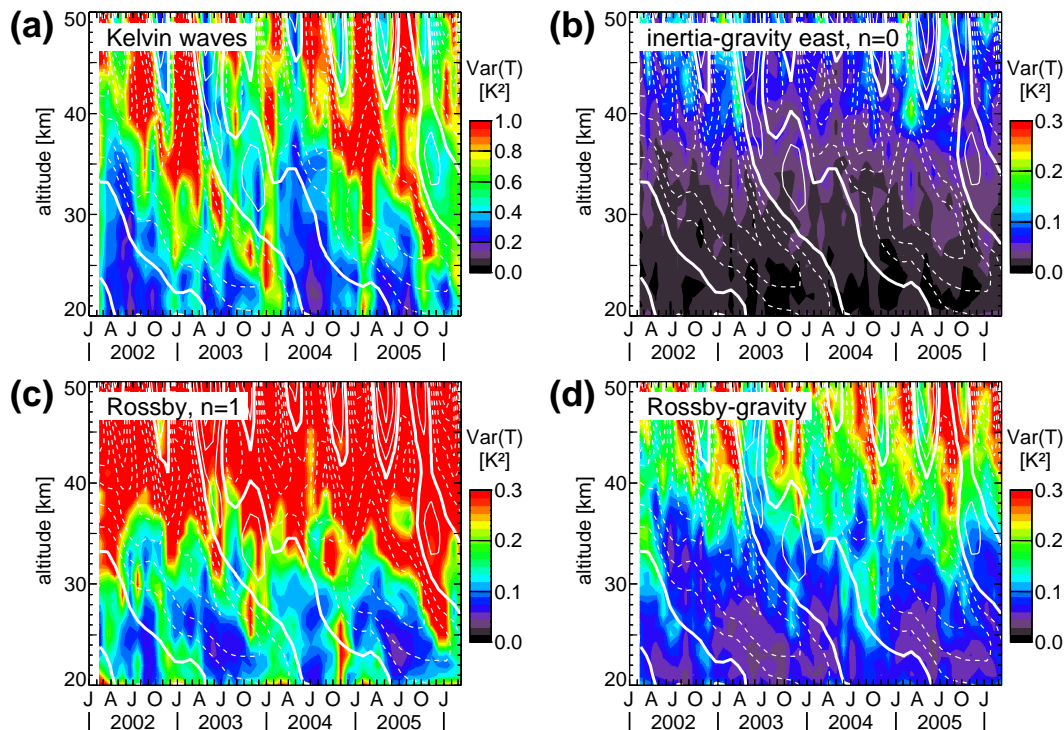 (a)
Kelvin waves
altitude [km]
50
40
30
20
J A J O J A J O J A J O J A J O J
| 2002 | 2003 | 2004 | 2005 |
Var(T)
[K²]
1.0
0.8
0.6
0.4
0.2
0.0
(b)
inertia-gravity east, n=0
altitude [km]
50
40
30
20
J A J O J A J O J A J O J A J O J
| 2002 | 2003 | 2004 | 2005 |
Var(T)
[K²]
0.3
0.2
0.1
0.0
(c)
Rossby, n=1
altitude [km]
50
40
30
20
J A J O J A J O J A J O J A J O J
| 2002 | 2003 | 2004 | 2005 |
Var(T)
[K²]
0.3
0.2
0.1
0.0
(d)
Rossby-gravity
altitude [km]
50
40
30
20
J A J O J A J O J A J O J A J O J
| 2002 | 2003 | 2004 | 2005 |
Var(T)
[K²]
0.3
0.2
0.1
0.0